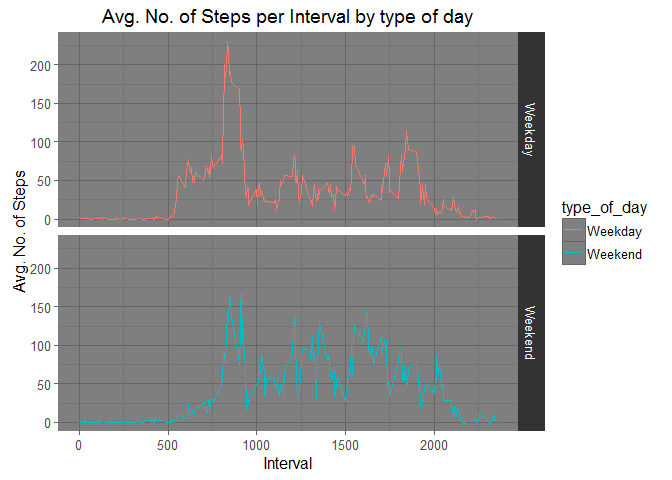 Avg. No. of Steps per Interval by type of day
Avg. No. of Steps
200
150
100
50
0
Weekday
200
150
100
50
0
Weekend
0 500 1000 1500 2000
Interval
type_of_day
Weekday
Weekend